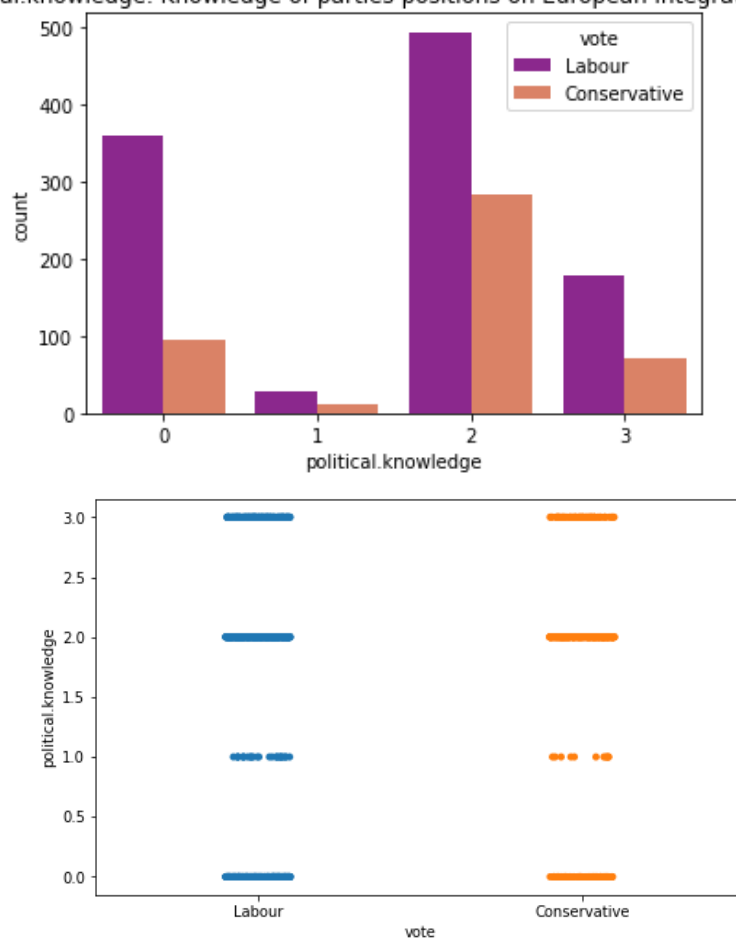 al.knowledge: Knowledge of parties positions on European integra
500
400
300
200
100
0
count
vote
Labour
Conservative
0 1 2 3
political.knowledge
3.0
2.5
2.0
1.5
1.0
0.5
0.0
political.knowledge
Labour Conservative
vote